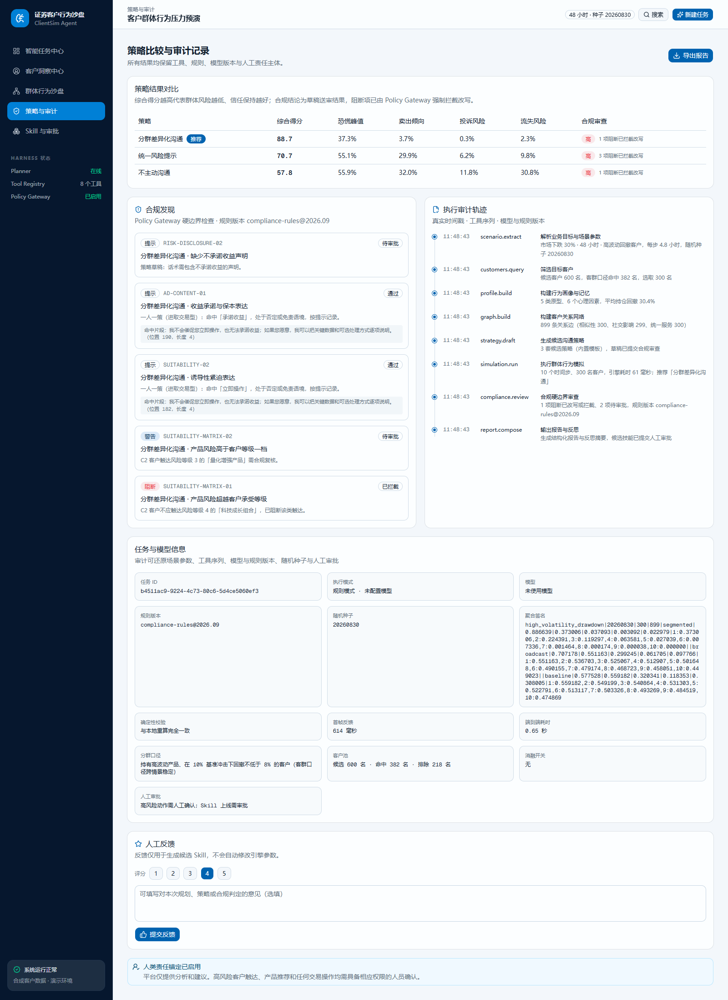 证券客户行为沙盘
ClientSim Agent
智能任务中心
客户洞察中心
群体行为沙盘
策略与审计
Skill 与审批
HARNESS 状态
Planner 在线
Tool Registry 8 个工具
Policy Gateway 已启用
系统运行正常
合成客户数据 · 演示环境
策略与审计
客户群体行为压力预演
48 小时 · 种子 20260830
搜索
新建任务
策略比较与审计记录
所有结果均保留工具、规则、模型版本与人工责任主体。
导出报告
策略结果对比
综合得分越高代表群体风险越低、信任保持越好；合规结论为草稿送审结果，阻断项已由 Policy Gateway 强制拦截改写。
策略 综合得分 恐慌峰值 卖出倾向 投诉风险 流失风险 合规审查
分群差异化沟通 推荐 88.7 37.3% 3.7% 0.3% 2.3% 高 1 项阻断已拦截改写
统一风险提示 70.7 55.1% 29.9% 6.2% 9.8% 高 3 项阻断已拦截改写
不主动沟通 57.8 55.9% 32.0% 11.8% 30.8% 高 1 项阻断已拦截改写
合规发现
Policy Gateway 硬边界检查 · 规则版本 compliance-rules@2026.09
提示 RISK-DISCLOSURE-02 待审批
分群差异化沟通 · 缺少不承诺收益声明
策略草稿：话术需包含不承诺收益的声明。
提示 AD-CONTENT-01 通过
分群差异化沟通 · 收益承诺与保本表达
一人一策（进取交易型）：命中「承诺收益」，处于否定或免责语境，按提示记录。
命中片段：我不会催促您立即操作，也无法承诺收益；如果您愿意，我可以把关键数据和可选处理方式逐项说明。
（位置 190，长度 4）
提示 SUITABILITY-02 通过
分群差异化沟通 · 诱导性紧迫表达
一人一策（进取交易型）：命中「立即操作」，处于否定或免责语境，按提示记录。
命中片段：我不会催促您立即操作，也无法承诺收益；如果您愿意，我可以把关键数据和可选处理方式逐项说明。
（位置 182，长度 4）
警告 SUITABILITY-MATRIX-02 待审批
分群差异化沟通 · 产品风险高于客户等级一档
C2 客户触达风险等级 3 的「量化增强产品」需合规复核。
阻断 SUITABILITY-MATRIX-01 已拦截
分群差异化沟通 · 产品风险超越客户承受等级
C2 客户不应触达风险等级 4 的「科技成长组合」，已阻断该类触达。
执行审计轨迹
真实时间戳 · 工具序列 · 模型与规则版本
11:48:43 scenario.extract 解析业务目标与场景参数
市场下跌 30% · 48 小时 · 高波动回撤客户，每步 4.8 小时，随机种
子 20260830
11:48:43 customers.query 筛选目标客户
候选客户 600 名，客群口径命中 382 名，选取 300 名
11:48:43 profile.build 构建行为画像与记忆
5 类原型、6 个心理因素，平均持仓回撤 30.4%
11:48:43 graph.build 构建客户关系网络
899 条关系边（相似性 300、社交影响 299、统一服务 300）
11:48:43 strategy.draft 生成候选沟通策略
3 套候选策略（内置模板），草稿已提交合规审查
11:48:43 simulation.run 执行群体行为模拟
10 个时间步、300 名客户，引擎耗时 61 毫秒；推荐「分群差异化沟
通」
11:48:43 compliance.review 合规硬边界审查
1 项阻断已改写或拦截、2 项待审批，规则版本 compliance-
rules@2026.09
11:48:43 report.compose 输出报告与反思
生成结构化报告与反思摘要，候选技能已提交人工审批
任务与模型信息
审计可还原场景参数、工具序列、模型与规则版本、随机种子与人工审批
任务 ID
b4511ac9-9224-4c73-80c6-5d4ce5060ef3
执行模式
规则模式 · 未配置模型
模型
未使用模型
规则版本
compliance-rules@2026.09
随机种子
20260830
聚合签名
high_volatility_drawdown|20260830|300|899|segmented|
0.886639|0.373006|0.037093|0.003092|0.022979|1:0.3730
06,2:0.224391,3:0.119297,4:0.063581,5:0.027039,6:0.00
7336,7:0.001464,8:0.000174,9:0.000038,10:0.000000||br
oadcast|0.707178|0.551163|0.299245|0.061705|0.097766|
1:0.551163,2:0.536703,3:0.525067,4:0.512907,5:0.50164
8,6:0.490155,7:0.479174,8:0.468723,9:0.458051,10:0.44
9023||baseline|0.577528|0.559182|0.320341|0.118353|0.
308005|1:0.559182,2:0.549199,3:0.540864,4:0.531303,5:
0.522791,6:0.513117,7:0.503326,8:0.493269,9:0.484519,
10:0.474869
确定性校验
与本地重算完全一致
首帧反馈
614 毫秒
端到端耗时
0.65 秒
分群口径
持有高波动产品、在 10% 基准冲击下回撤不低于 8% 的客户（客群口
径跨情景稳定）
客户池
候选 600 名 · 命中 382 名 · 排除 218 名
消融开关
无
人工审批
高风险动作需人工确认；Skill 上线需审批
人工反馈
反馈仅用于生成候选 Skill，不会自动修改引擎参数。
评分 1 2 3 4 5
可填写对本次规划、策略或合规判定的意见（选填）
提交反馈
人类责任锚定已启用
平台仅提供分析和建议。高风险客户触达、产品推荐和任何交易操作均需具备相应权限的人员确认。